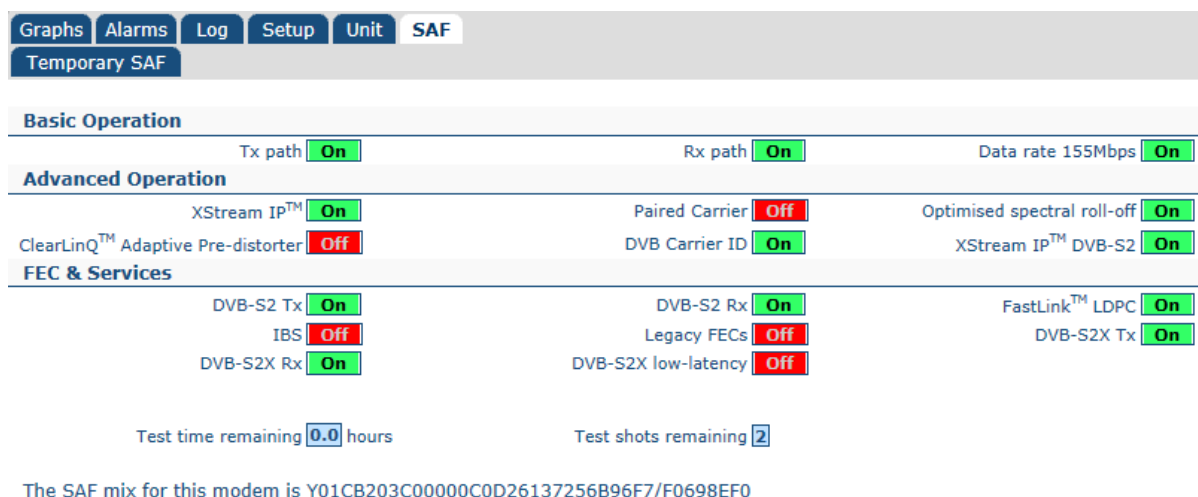 Graphs Alarms Log Setup Unit SAF
Temporary SAF
Basic Operation
Tx path On Rx path On Data rate 155Mbps On
Advanced Operation
XStream IP™ On Paired Carrier Off Optimised spectral roll-off On
ClearLinQ™ Adaptive Pre-distorter Off DVB Carrier ID On XStream IP™ DVB-S2 On
FEC & Services
DVB-S2 Tx On DVB-S2 Rx On FastLink™ LDPC On
IBS Off Legacy FECs Off DVB-S2X Tx On
DVB-S2X Rx On DVB-S2X low-latency Off
Test time remaining 0.0 hours Test shots remaining 2
The SAF mix for this modem is Y01CB203C00000C0D26137256B96F7/F0698EF0